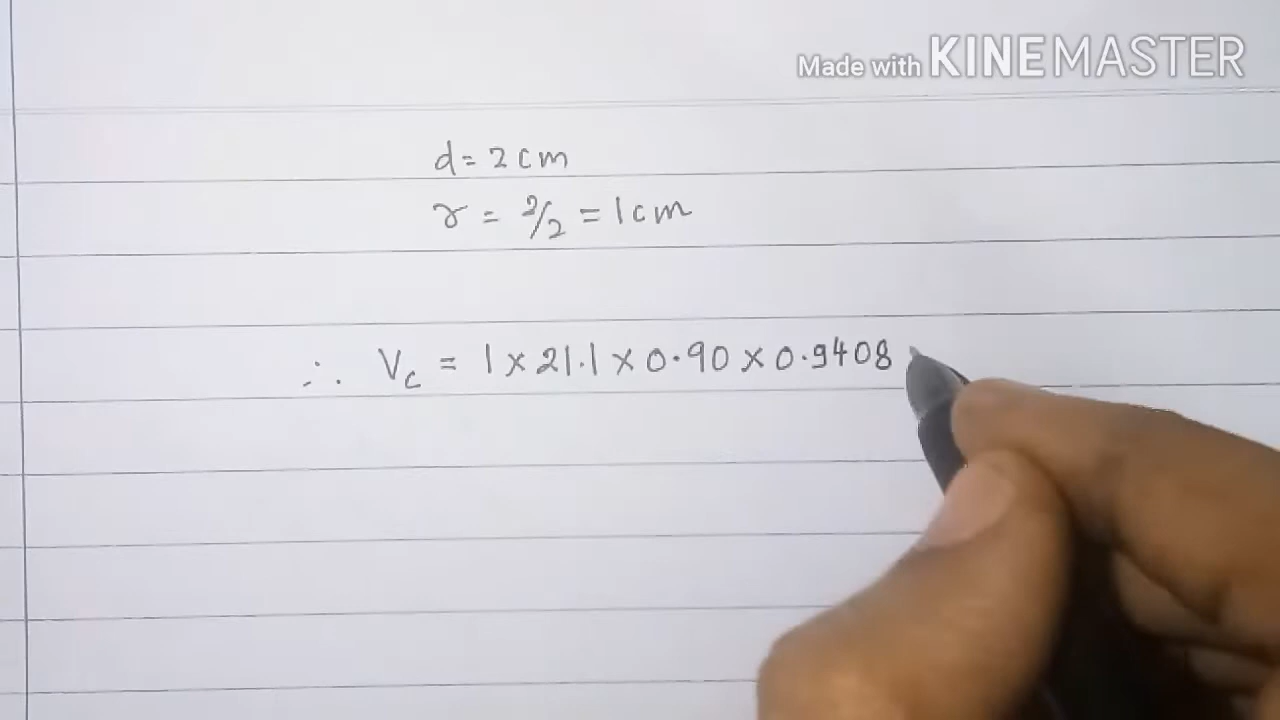 Made with KINEMASTER
d = 2 cm
r = 2/2 = 1 cm
∴ Vc = 1 × 21.1 × 0.90 × 0.9408